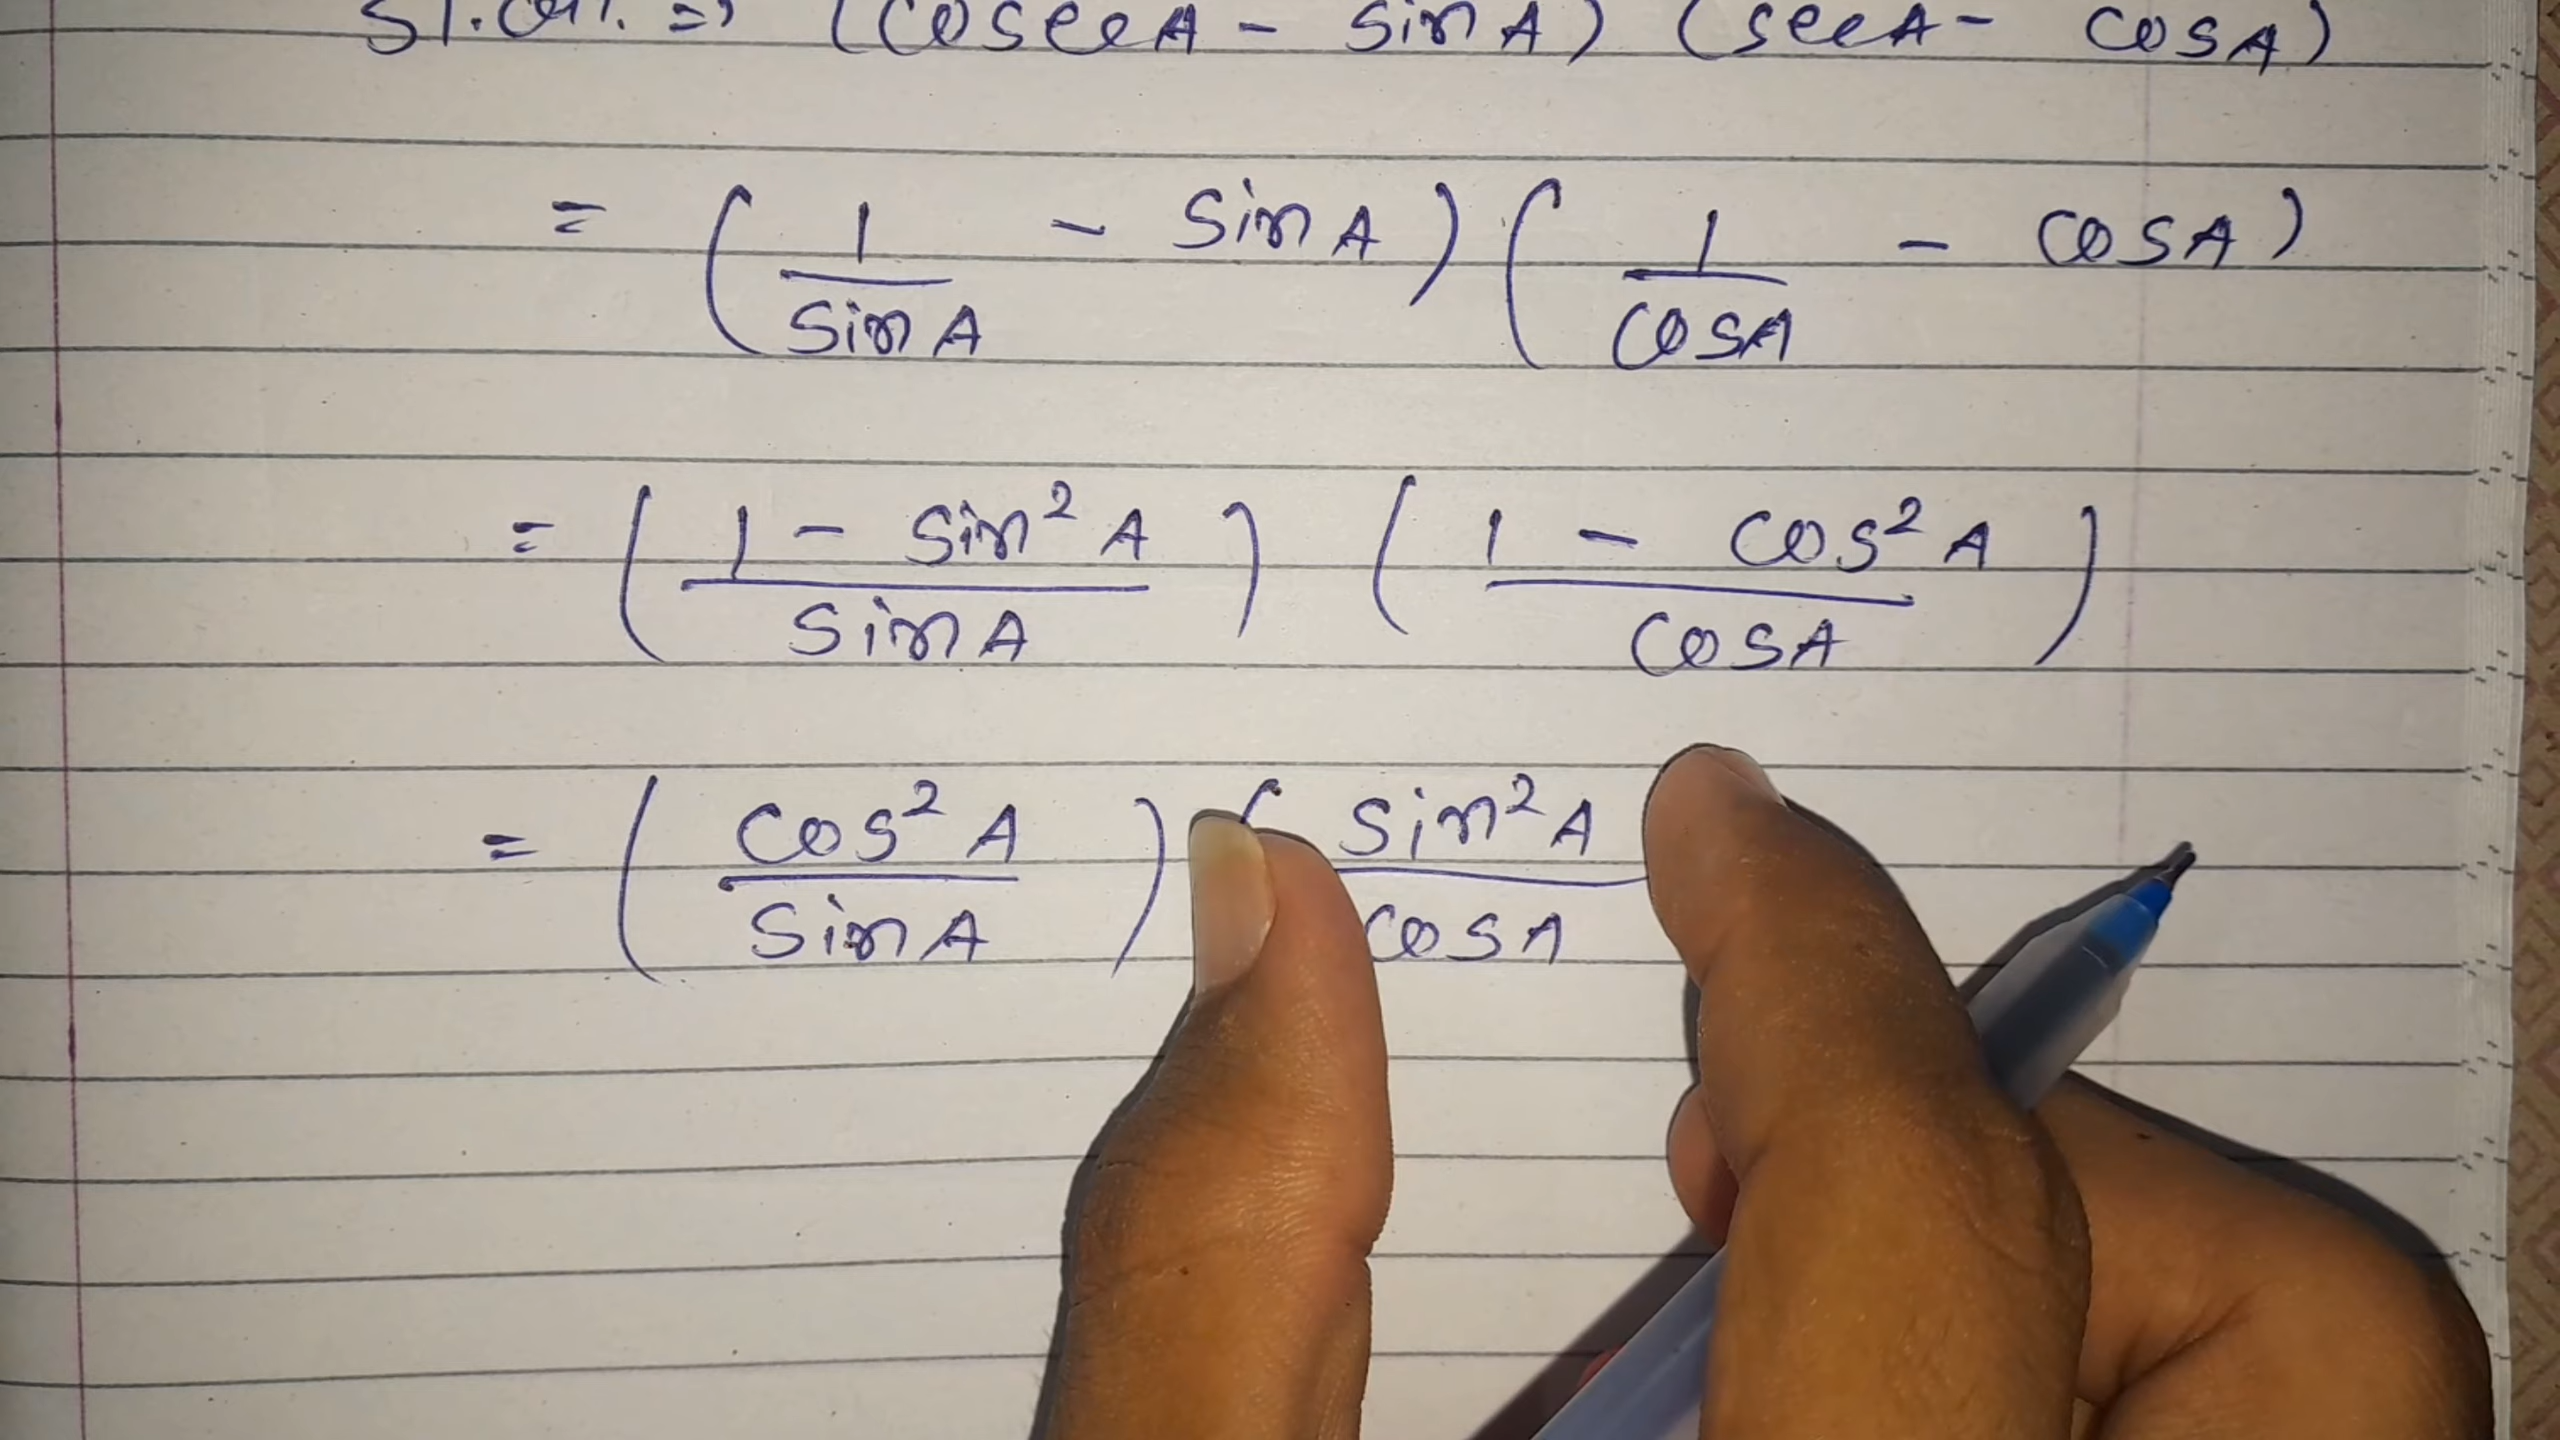 (cosecA - sinA) (secA - cosA)
= (1/sinA - sinA) (1/cosA - cosA)
= (1 - sin²A/sinA) (1 - cos²A/cosA)
= (cos²A/sinA) (sin²A/cosA